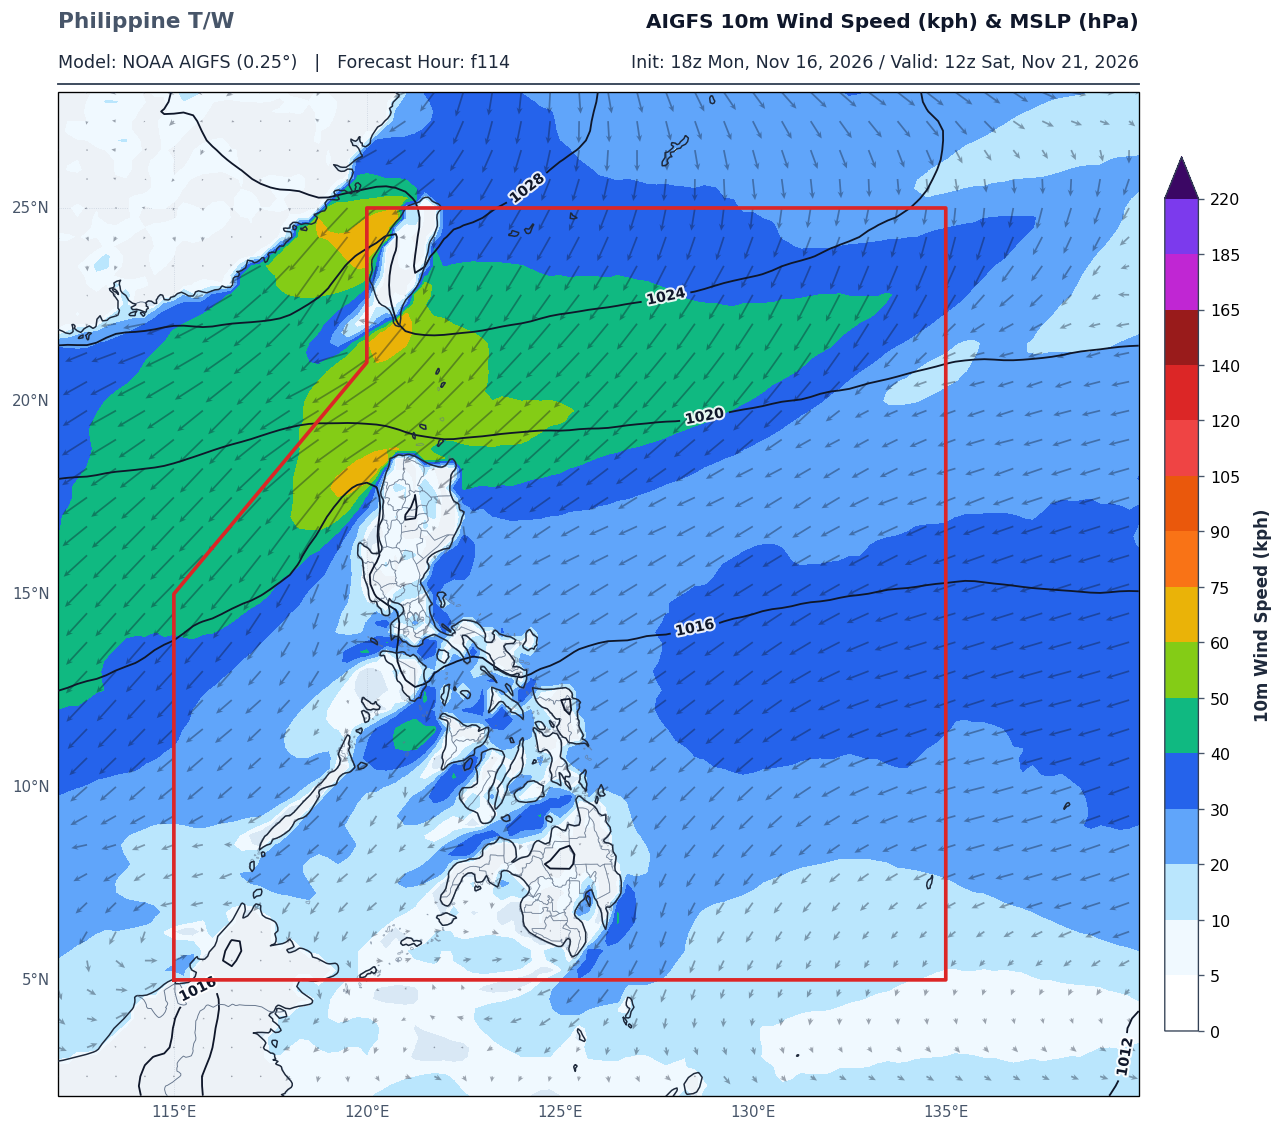 Philippine T/W
AIGFS 10m Wind Speed (kph) & MSLP (hPa)
Model: NOAA AIGFS (0.25°)   |   Forecast Hour: f114
Init: 18z Mon, Nov 16, 2026 / Valid: 12z Sat, Nov 21, 2026
1028
1024
1020
1016
1016
1012
25°N
20°N
15°N
10°N
5°N
115°E
120°E
125°E
130°E
135°E
220
185
165
140
120
105
90
75
60
50
40
30
20
10
5
0
10m Wind Speed (kph)